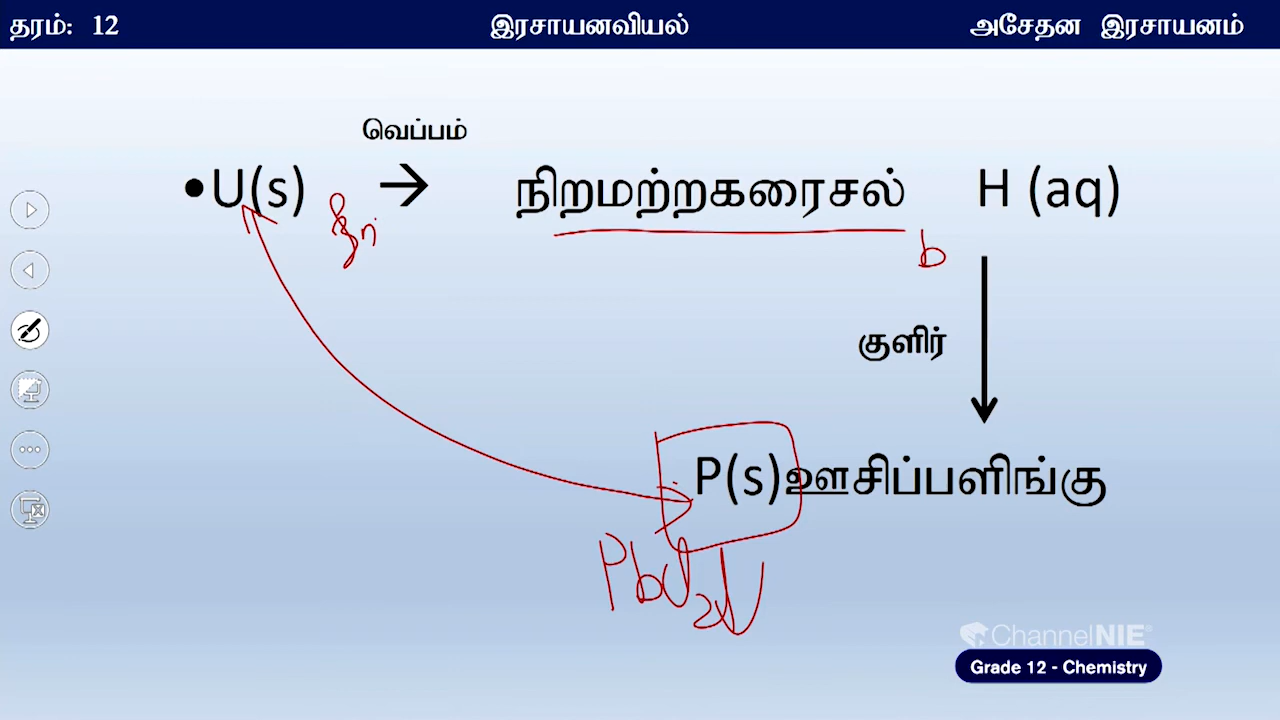 தரம்: 12 இரசாயனவியல் அசேதன இரசாயனம்
வெப்பம்
•U(s) → நிறமற்றகரைசல் H (aq)
நீர்
b
குளிர்
P(s)ஊசிப்பளிங்கு
ChannelNIE
Grade 12 - Chemistry